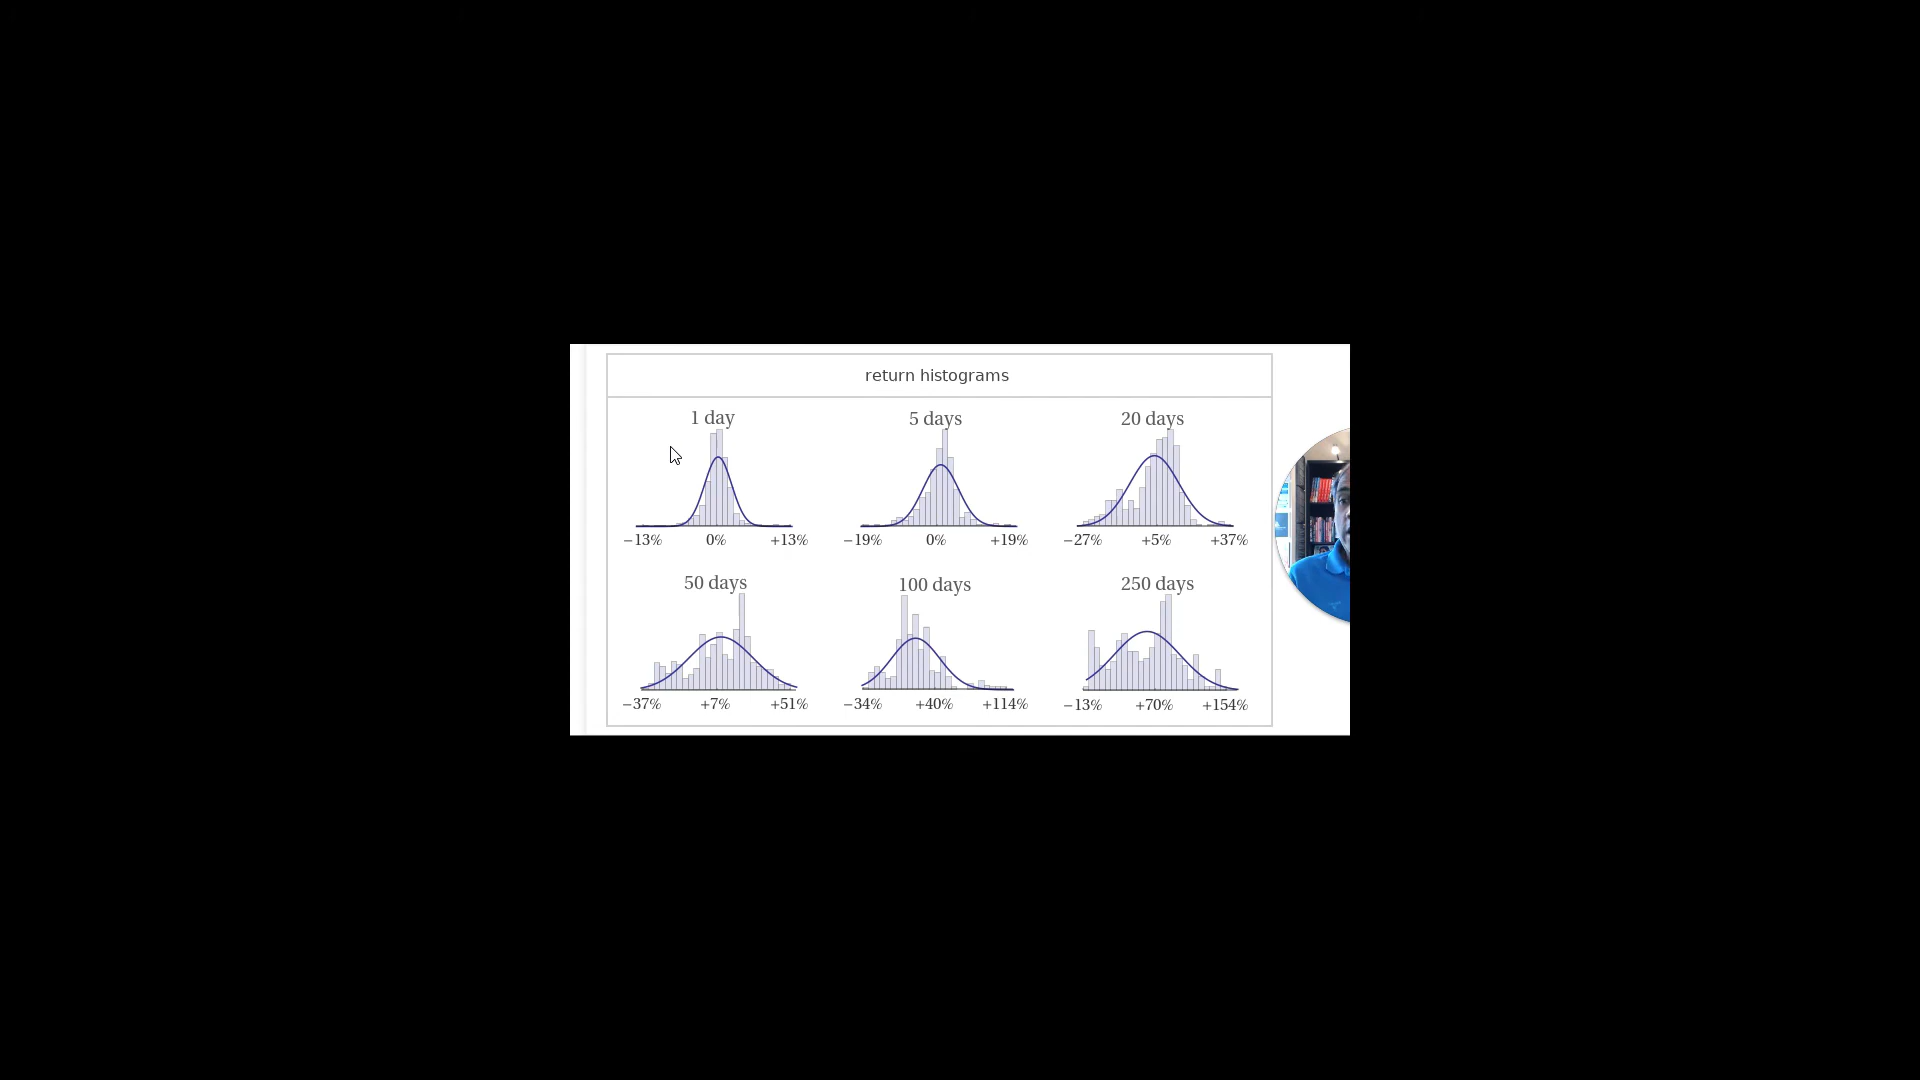 return histograms
1 day 5 days 20 days
−13% 0% +13% −19% 0% +19% −27% +5% +37%
50 days 100 days 250 days
−37% +7% +51% −34% +40% +114% −13% +70% +154%